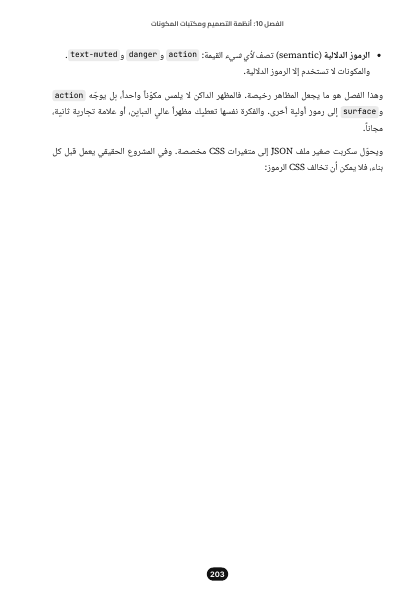 الفصل 10: أنظمة التصميم ومكتبات المكونات
• الرموز الدلالية (semantic) تصف لأي شيء القيمة: action و danger و text-muted.
والمكونات لا تستخدم إلا الرموز الدلالية.
وهذا الفصل هو ما يجعل المظاهر رخيصة. فالمظهر الداكن لا يلمس مكوّناً واحداً، بل يوجّه action
و surface إلى رموز أولية أخرى. والفكرة نفسها تعطيك مظهراً عالي التباين، أو علامة تجارية ثانية،
مجاناً.
ويحوّل سكربت صغير ملف JSON إلى متغيرات CSS مخصصة. وفي المشروع الحقيقي يعمل قبل كل
بناء، فلا يمكن أن تخالف CSS الرموز:
203